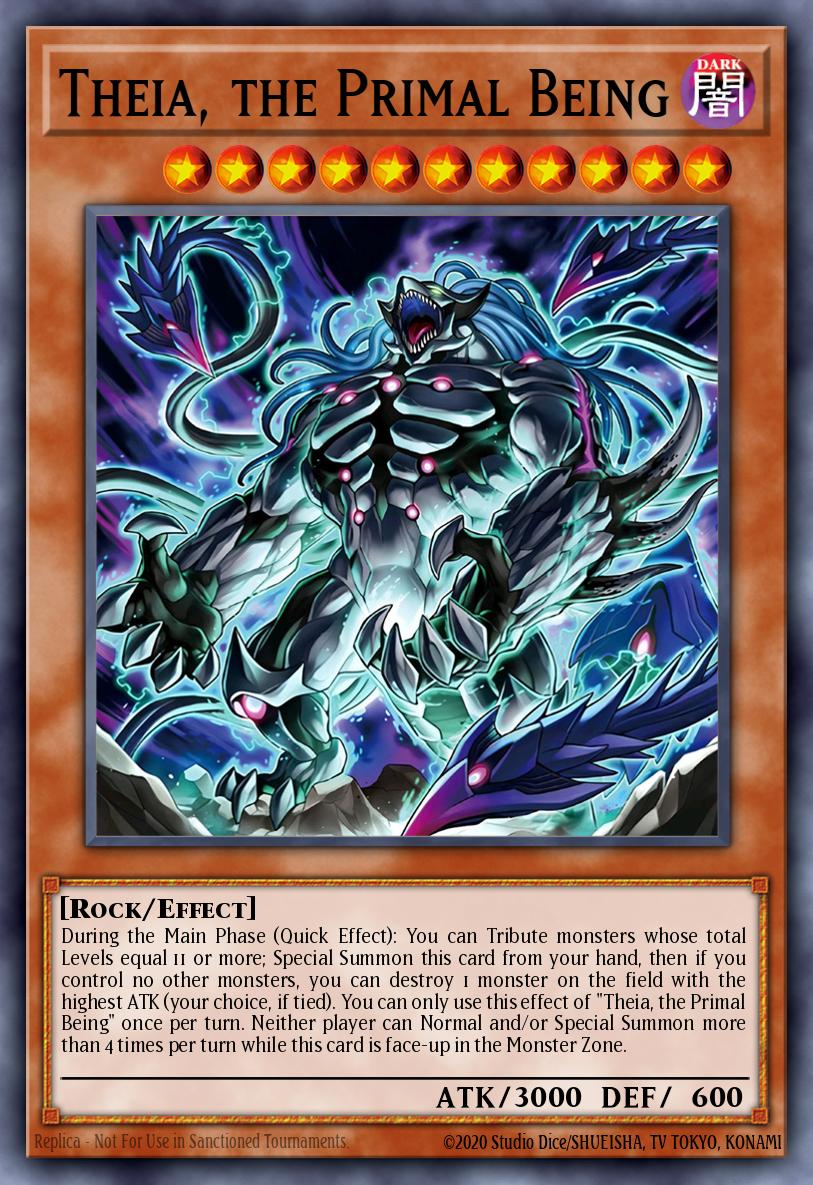 Theia, the Primal Being
DARK
闇
[Rock/Effect]
During the Main Phase (Quick Effect): You can Tribute monsters whose total
Levels equal 11 or more; Special Summon this card from your hand, then if you
control no other monsters, you can destroy 1 monster on the field with the
highest ATK (your choice, if tied). You can only use this effect of "Theia, the Primal
Being" once per turn. Neither player can Normal and/or Special Summon more
than 4 times per turn while this card is face-up in the Monster Zone.
ATK/3000 DEF/ 600
Replica - Not For Use in Sanctioned Tournaments.
©2020 Studio Dice/SHUEISHA, TV TOKYO, KONAMI